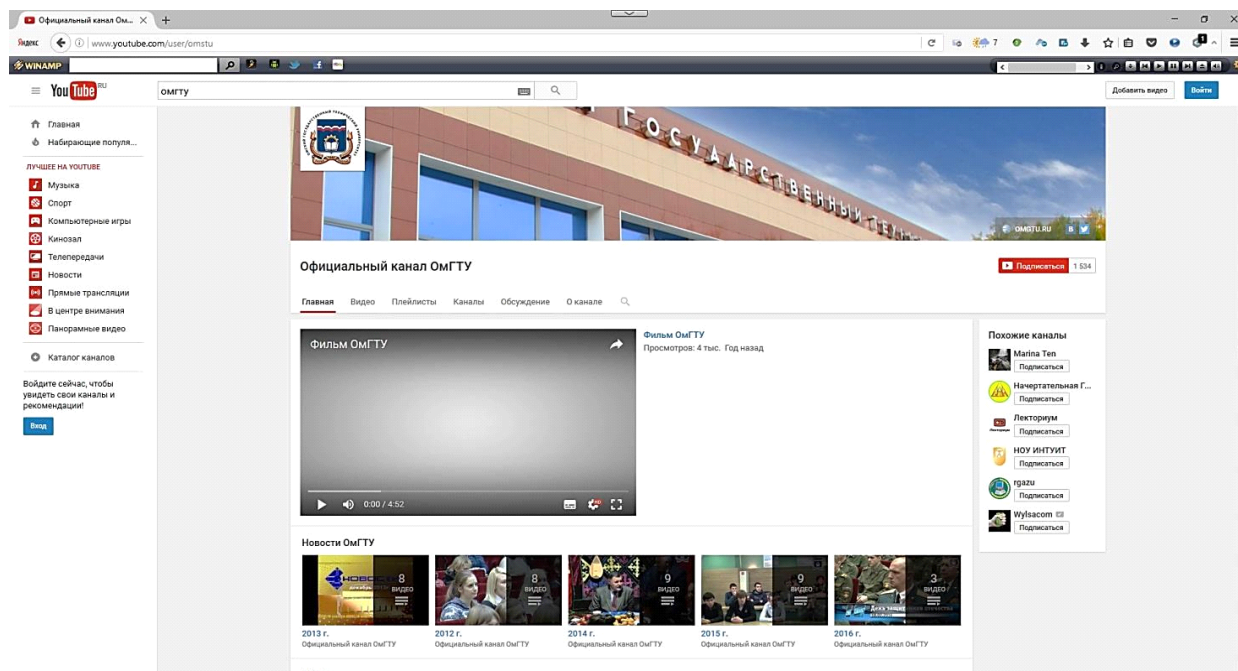 Официальный канал Ом...
Яндекс
www.youtube.com/user/omstu
7
WINAMP
YouTube RU
омгту
Добавить видео
Войти
Главная
Набирающие популя...
ЛУЧШЕЕ НА YOUTUBE
Музыка
Спорт
Компьютерные игры
Кинозал
Телепередачи
Новости
Прямые трансляции
В центре внимания
Панорамные видео
Каталог каналов
Войдите сейчас, чтобы
увидеть свои каналы и
рекомендации!
Вход
ГОСУДАРСТВЕННЫЙ ТЕХН
OMGTU.RU
Официальный канал ОмГТУ
Подписаться 1 534
Главная Видео Плейлисты Каналы Обсуждение О канале
Фильм ОмГТУ
0:00 / 4:52
Фильм ОмГТУ
Просмотров: 4 тыс. Год назад
Похожие каналы
Marina Ten
Подписаться
Начертательная Г...
Подписаться
Лекториум
Подписаться
НОУ ИНТУИТ
Подписаться
rgazu
Подписаться
Wylsacom
Подписаться
Новости ОмГТУ
8
ВИДЕО
2013 г.
Официальный канал ОмГТУ
8
ВИДЕО
2012 г.
Официальный канал ОмГТУ
9
ВИДЕО
2014 г.
Официальный канал ОмГТУ
9
ВИДЕО
2015 г.
Официальный канал ОмГТУ
3
ВИДЕО
2016 г.
Официальный канал ОмГТУ